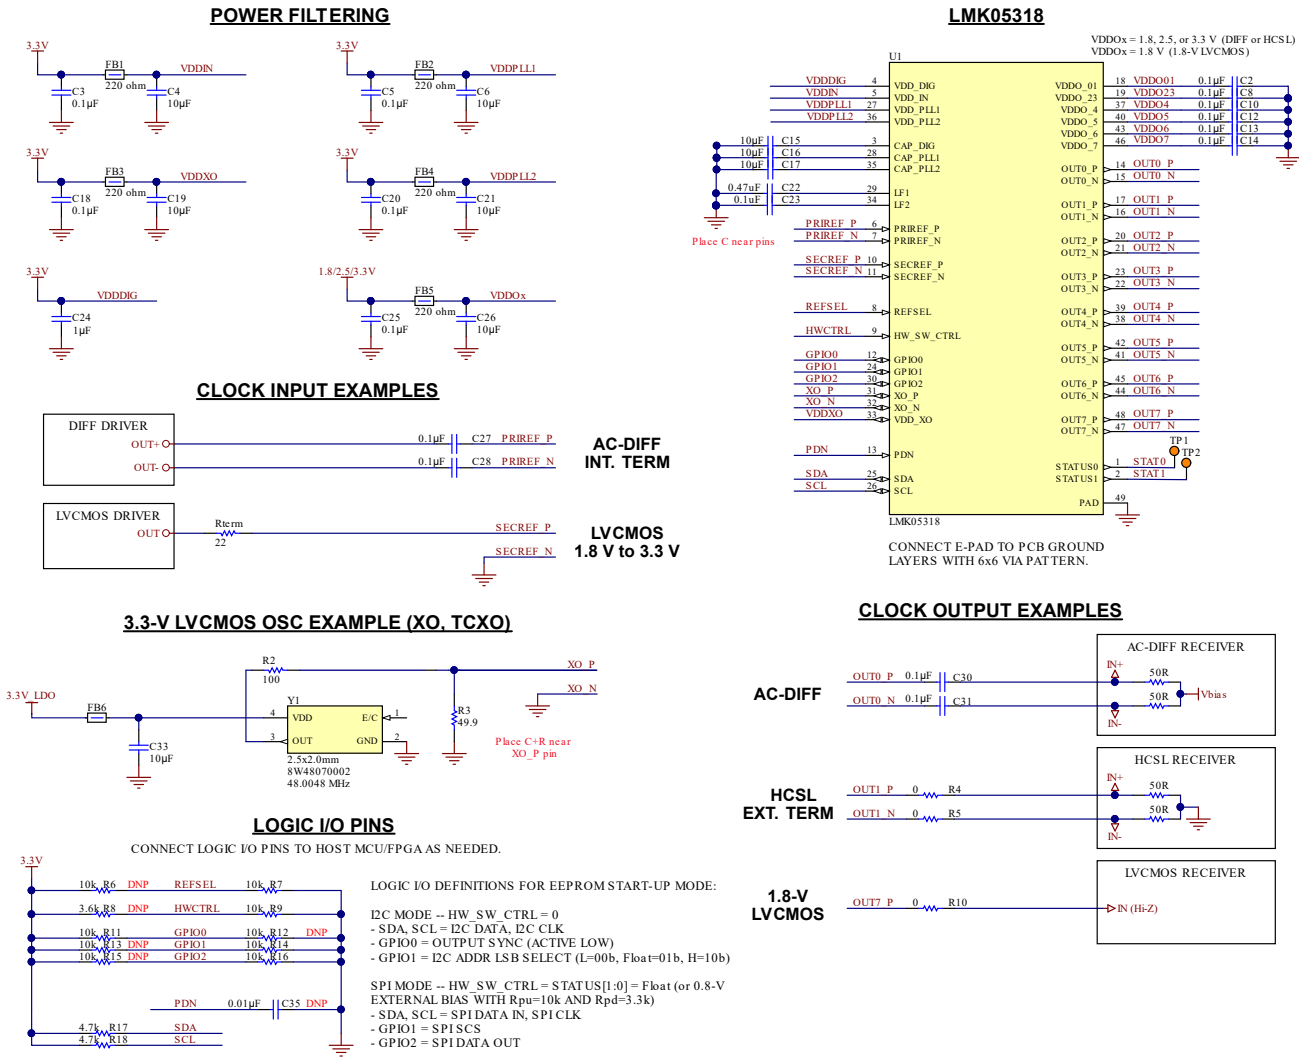 POWER FILTERING
3.3V
FB1
VDDIN
220 ohm
C3
0.1µF
C4
10µF
3.3V
FB2
VDDPLL1
220 ohm
C5
0.1µF
C6
10µF
3.3V
FB3
VDDXO
220 ohm
C18
0.1µF
C19
10µF
3.3V
FB4
VDDPLL2
220 ohm
C20
0.1µF
C21
10µF
3.3V
VDDDIG
C24
1µF
1.8/2.5/3.3V
FB5
VDDOx
220 ohm
C25
0.1µF
C26
10µF
LMK05318
VDDOx = 1.8, 2.5, or 3.3 V (DIFF or HCSL)
VDDOx = 1.8 V (1.8-V LVCMOS)
U1
VDDDIG 4 VDD_DIG
VDDIN 5 VDD_IN
VDDPLL1 27 VDD_PLL1
VDDPLL2 36 VDD_PLL2
10µF C15 3 CAP_DIG
10µF C16 28 CAP_PLL1
10µF C17 35 CAP_PLL2
0.47uF C22 29 LF1
0.1uF C23 34 LF2
Place C near pins
PRIREF_P 6 PRIREF_P
PRIREF_N 7 PRIREF_N
SECREF_P 10 SECREF_P
SECREF_N 11 SECREF_N
REFSEL 8 REFSEL
HWCTRL 9 HW_SW_CTRL
GPIO0 12 GPIO0
GPIO1 24 GPIO1
GPIO2 30 GPIO2
XO_P 31 XO_P
XO_N 32 XO_N
VDDXO 33 VDD_XO
PDN 13 PDN
SDA 25 SDA
SCL 26 SCL
VDDO_01 18 VDDO01 0.1µF C2
VDDO_23 19 VDDO23 0.1µF C8
VDDO_4 37 VDDO4 0.1µF C10
VDDO_5 40 VDDO5 0.1µF C12
VDDO_6 43 VDDO6 0.1µF C13
VDDO_7 46 VDDO7 0.1µF C14
OUT0_P 14 OUT0_P
OUT0_N 15 OUT0_N
OUT1_P 17 OUT1_P
OUT1_N 16 OUT1_N
OUT2_P 20 OUT2_P
OUT2_N 21 OUT2_N
OUT3_P 23 OUT3_P
OUT3_N 22 OUT3_N
OUT4_P 39 OUT4_P
OUT4_N 38 OUT4_N
OUT5_P 42 OUT5_P
OUT5_N 41 OUT5_N
OUT6_P 45 OUT6_P
OUT6_N 44 OUT6_N
OUT7_P 48 OUT7_P
OUT7_N 47 OUT7_N
TP1
STATUS0 1 STAT0
TP2
STATUS1 2 STAT1
PAD 49
LMK05318
CONNECT E-PAD TO PCB GROUND
LAYERS WITH 6x6 VIA PATTERN.
CLOCK INPUT EXAMPLES
DIFF DRIVER
OUT+
0.1µF C27 PRIREF_P
OUT-
0.1µF C28 PRIREF_N
AC-DIFF
INT. TERM
LVCMOS DRIVER
OUT
Rterm
22
SECREF_P
SECREF_N
LVCMOS
1.8 V to 3.3 V
3.3-V LVCMOS OSC EXAMPLE (XO, TCXO)
3.3V_LDO
FB6
C33
10µF
R2
100
Y1
4 VDD
E/C 1
3 OUT
GND 2
2.5x2.0mm
8W48070002
48.0048 MHz
R3
49.9
XO_P
XO_N
Place C+R near
XO_P pin
CLOCK OUTPUT EXAMPLES
AC-DIFF
OUT0_P 0.1µF C30
OUT0_N 0.1µF C31
AC-DIFF RECEIVER
IN+
50R
50R
Vbias
IN-
HCSL
EXT. TERM
OUT1_P 0 R4
OUT1_N 0 R5
HCSL RECEIVER
IN+
50R
50R
IN-
1.8-V
LVCMOS
OUT7_P 0 R10
LVCMOS RECEIVER
IN (Hi-Z)
LOGIC I/O PINS
CONNECT LOGIC I/O PINS TO HOST MCU/FPGA AS NEEDED.
3.3V
10k R6 DNP REFSEL 10k R7
3.6k R8 DNP HWCTRL 10k R9
10k R11 GPIO0 10k R12 DNP
10k R13 DNP GPIO1 10k R14
10k R15 DNP GPIO2 10k R16
PDN 0.01µF C35 DNP
4.7k R17 SDA
4.7k R18 SCL
LOGIC I/O DEFINITIONS FOR EEPROM START-UP MODE:
I2C MODE -- HW_SW_CTRL = 0
- SDA, SCL = I2C DATA, I2C CLK
- GPIO0 = OUTPUT SYNC (ACTIVE LOW)
- GPIO1 = I2C ADDR LSB SELECT (L=00b, Float=01b, H=10b)
SPI MODE -- HW_SW_CTRL = STATUS[1:0] = Float (or 0.8-V
EXTERNAL BIAS WITH Rpu=10k AND Rpd=3.3k)
- SDA, SCL = SPI DATA IN, SPI CLK
- GPIO1 = SPI SCS
- GPIO2 = SPI DATA OUT